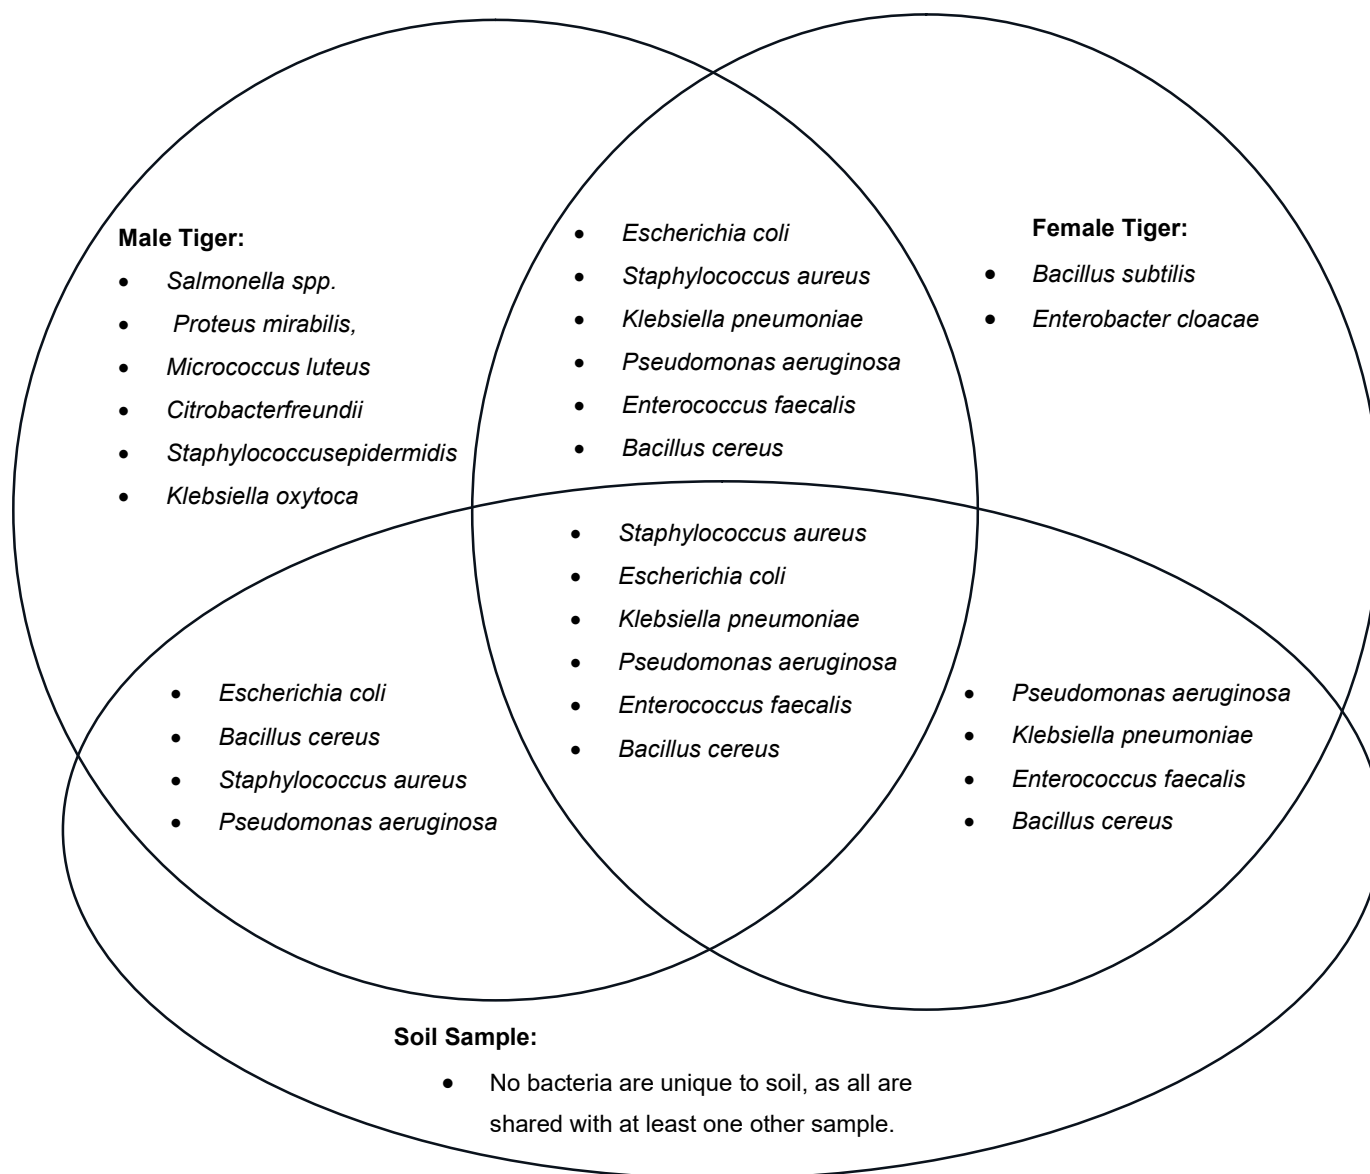 Male Tiger:
• Salmonella spp.
• Proteus mirabilis,
• Micrococcus luteus
• Citrobacterfreundii
• Staphylococcusepidermidis
• Klebsiella oxytoca
• Escherichia coli
• Staphylococcus aureus
• Klebsiella pneumoniae
• Pseudomonas aeruginosa
• Enterococcus faecalis
• Bacillus cereus
Female Tiger:
• Bacillus subtilis
• Enterobacter cloacae
• Escherichia coli
• Bacillus cereus
• Staphylococcus aureus
• Pseudomonas aeruginosa
• Staphylococcus aureus
• Escherichia coli
• Klebsiella pneumoniae
• Pseudomonas aeruginosa
• Enterococcus faecalis
• Bacillus cereus
• Pseudomonas aeruginosa
• Klebsiella pneumoniae
• Enterococcus faecalis
• Bacillus cereus
Soil Sample:
• No bacteria are unique to soil, as all are
shared with at least one other sample.